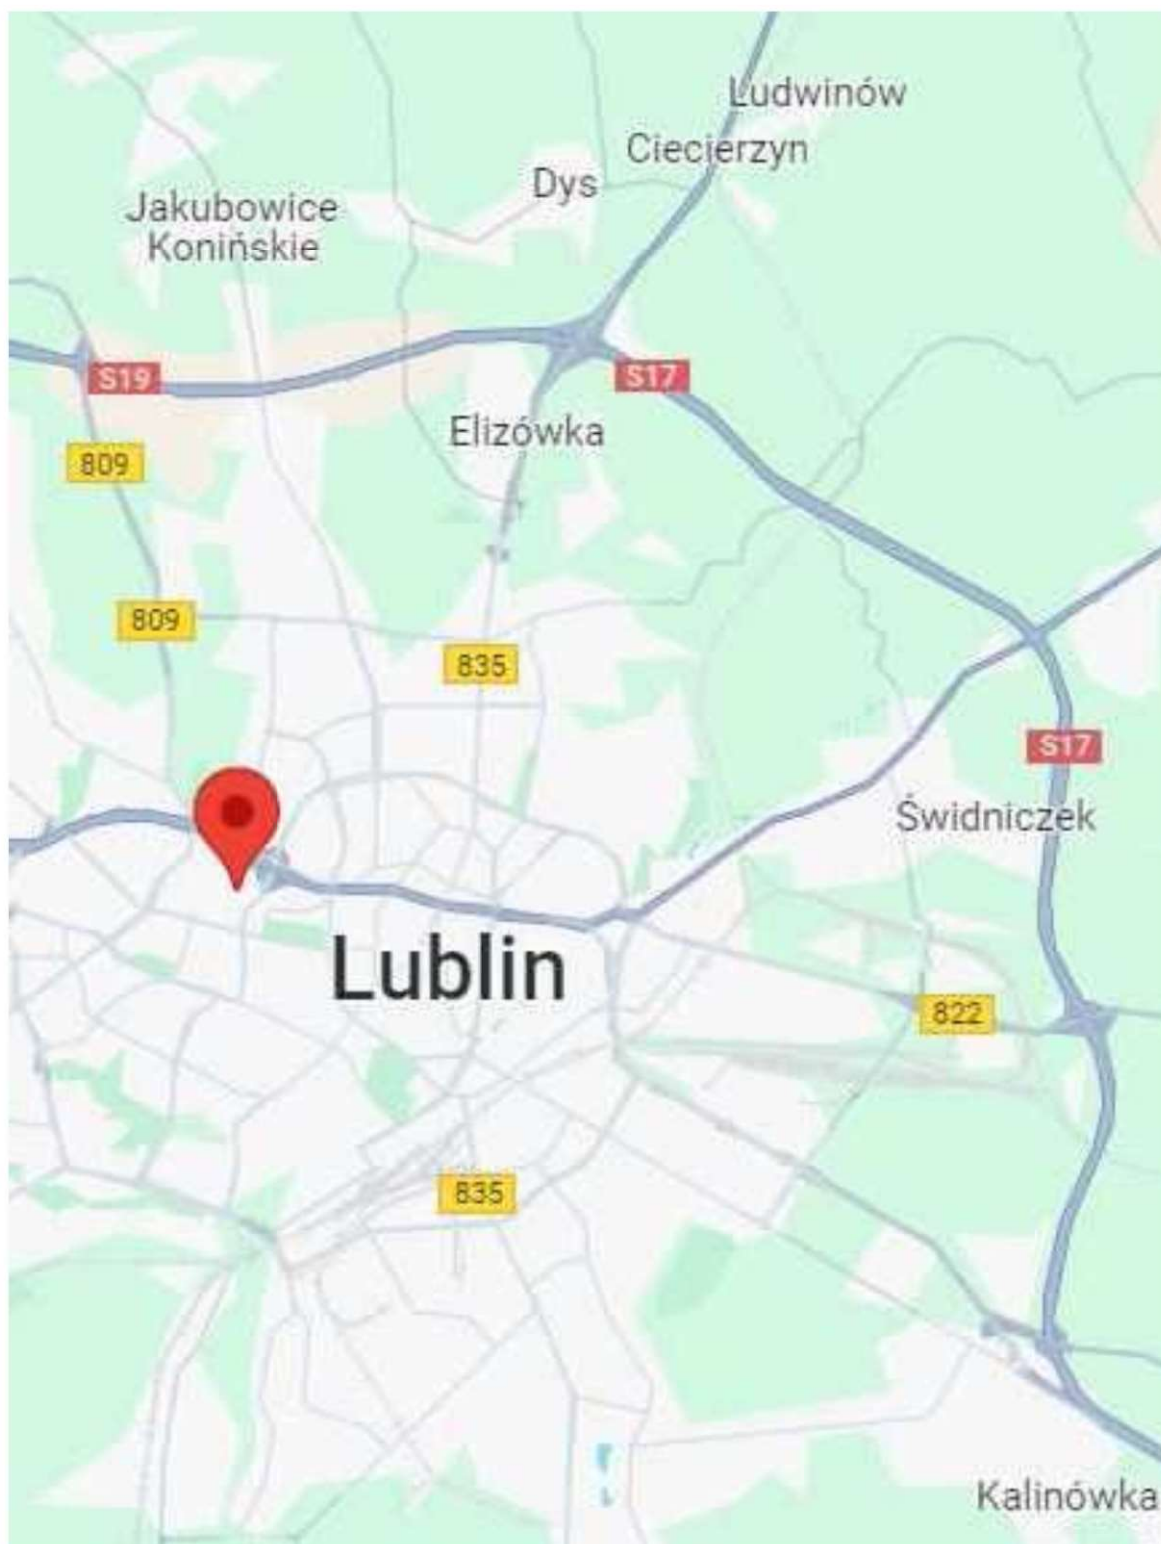 Ludwinów
Ciecierzyn
Dys
Jakubowice
Konińskie
S19
S17
Elizówka
809
809
835
S17
Świdniczek
Lublin
822
835
Kalinówka